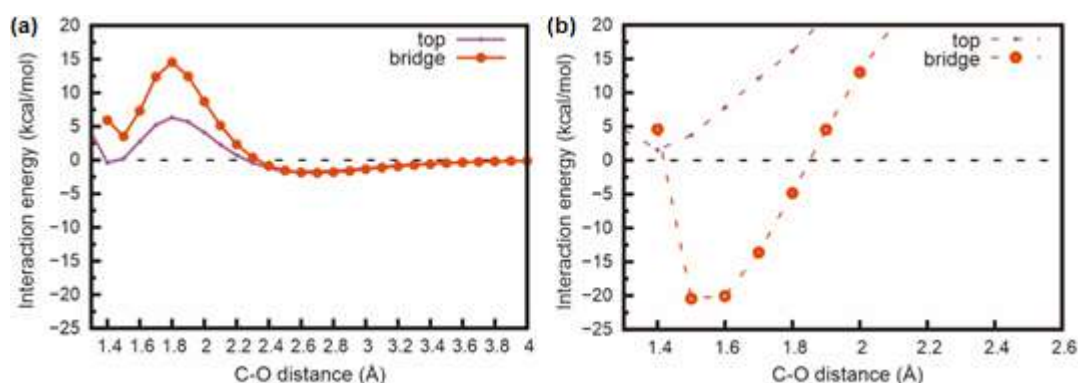 (a)
20
15
10
5
0
−5
−10
−15
−20
−25
Interaction energy (kcal/mol)
top
bridge
1.4 1.6 1.8 2 2.2 2.4 2.6 2.8 3 3.2 3.4 3.6 3.8 4
C-O distance (Å)
(b)
20
15
10
5
0
−5
−10
−15
−20
−25
Interaction energy (kcal/mol)
top
bridge
1.4 1.6 1.8 2 2.2 2.4 2.6
C-O distance (Å)